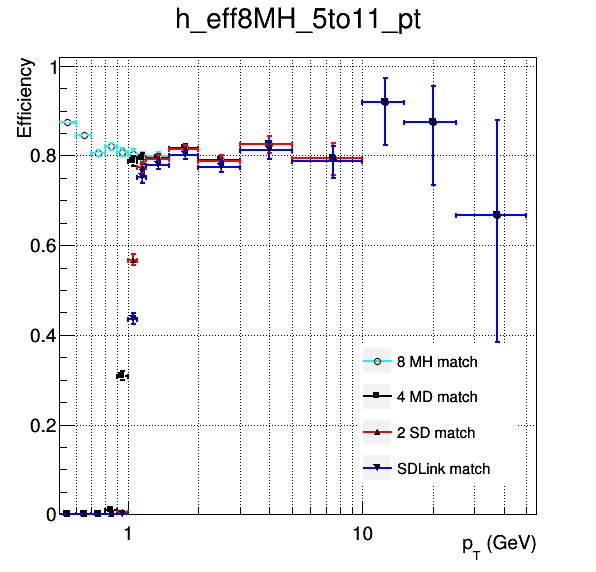 h_eff8MH_5to11_pt
Efficiency
1
0.8
0.6
0.4
0.2
0
8 MH match
4 MD match
2 SD match
SDLink match
1
10
p_T (GeV)